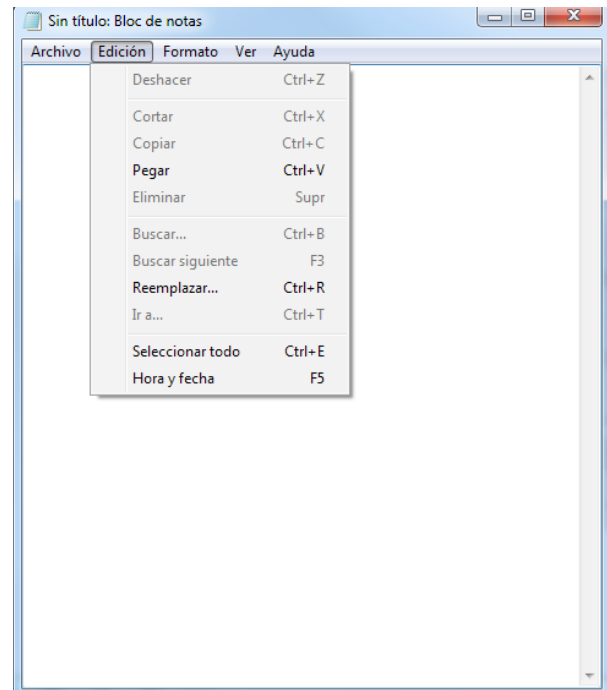 Sin título: Bloc de notas
Archivo Edición Formato Ver Ayuda
Deshacer Ctrl+Z
Cortar Ctrl+X
Copiar Ctrl+C
Pegar Ctrl+V
Eliminar Supr
Buscar... Ctrl+B
Buscar siguiente F3
Reemplazar... Ctrl+R
Ir a... Ctrl+T
Seleccionar todo Ctrl+E
Hora y fecha F5